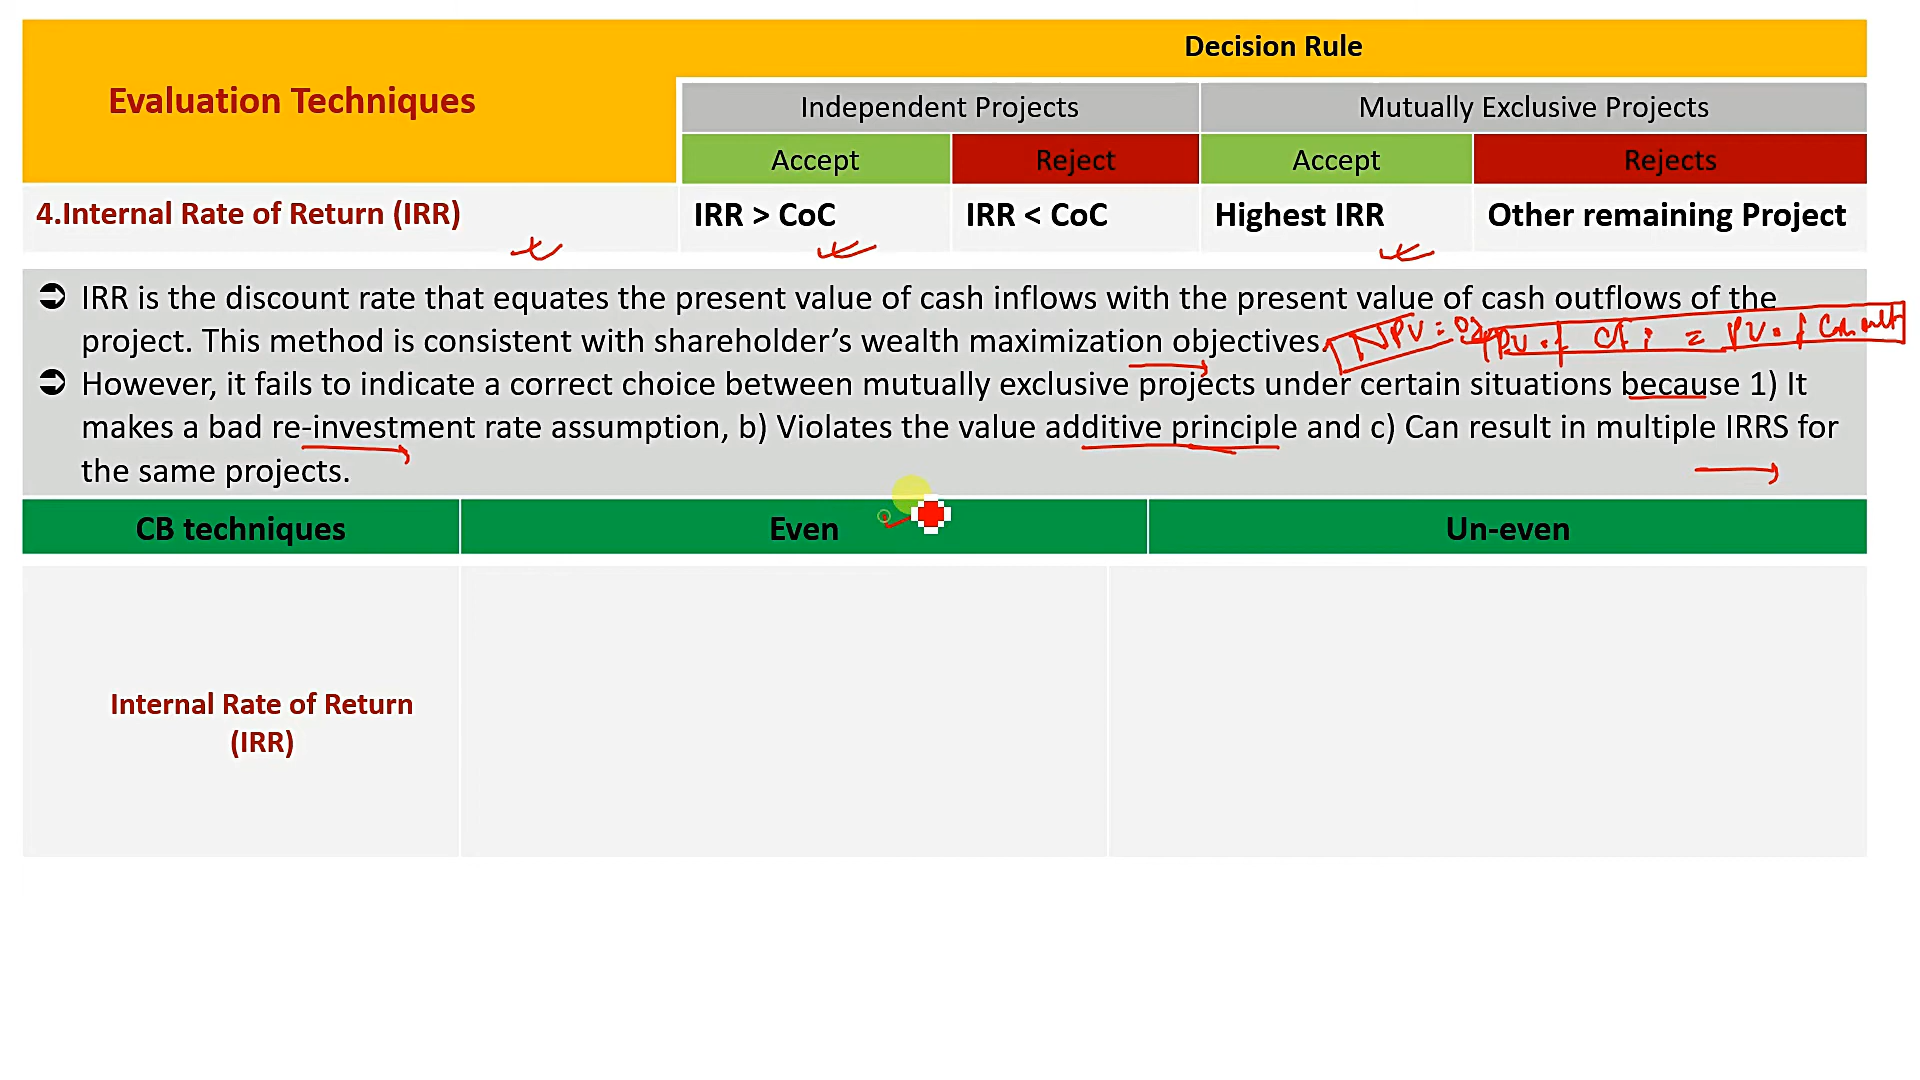 Decision Rule
Evaluation Techniques
Independent Projects
Mutually Exclusive Projects
Accept
Reject
Accept
Rejects
4.Internal Rate of Return (IRR)
IRR > CoC
IRR < CoC
Highest IRR
Other remaining Project
IRR is the discount rate that equates the present value of cash inflows with the present value of cash outflows of the
project. This method is consistent with shareholder’s wealth maximization objectives.
NPV = 0
PV of CFi = PV of
However, it fails to indicate a correct choice between mutually exclusive projects under certain situations because 1) It
makes a bad re-investment rate assumption, b) Violates the value additive principle and c) Can result in multiple IRRS for
the same projects.
CB techniques
Even
Un-even
Internal Rate of Return
(IRR)